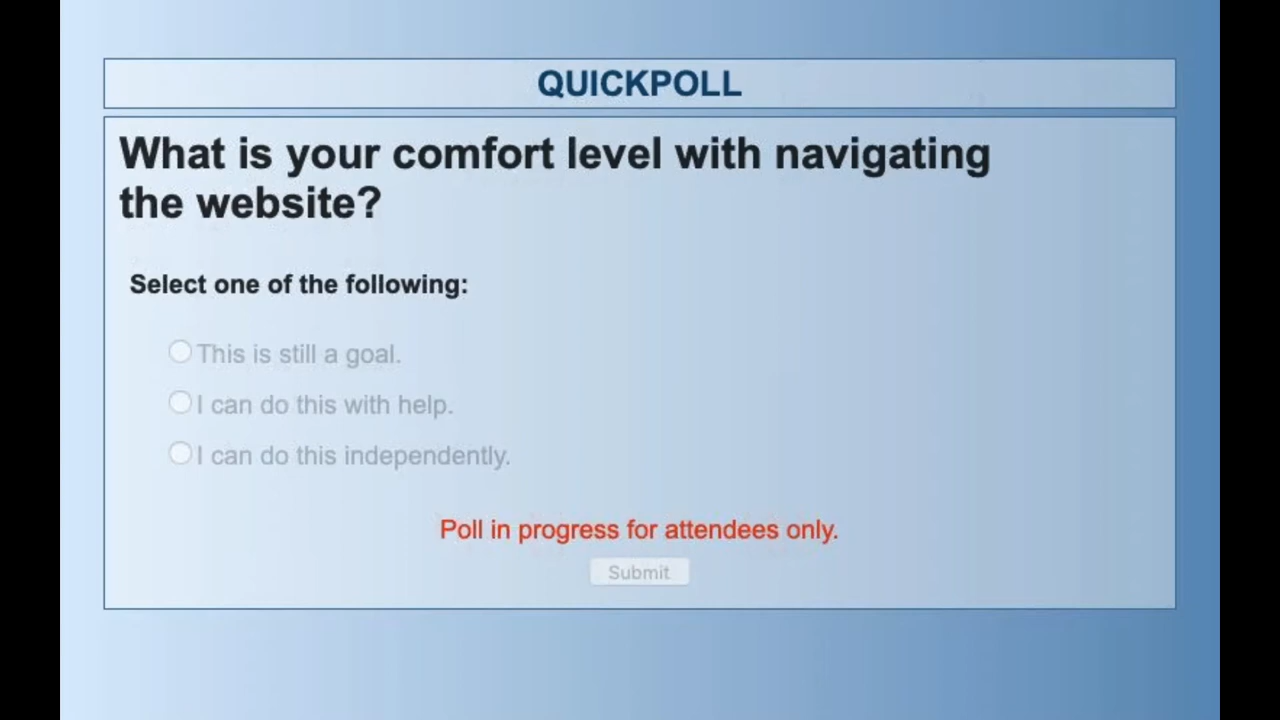 QUICKPOLL
What is your comfort level with navigating
the website?
Select one of the following:
This is still a goal.
I can do this with help.
I can do this independently.
Poll in progress for attendees only.
Submit